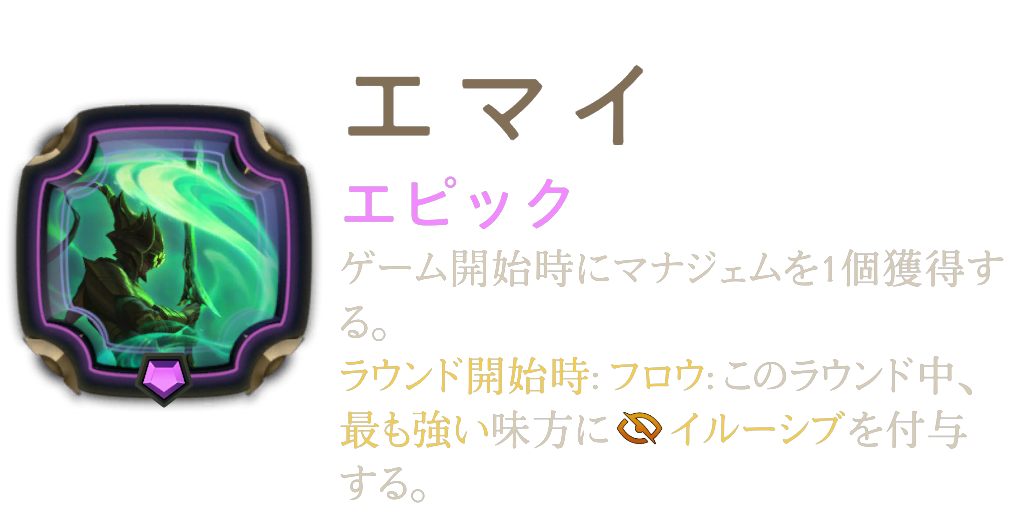 エマイ
エピック
ゲーム開始時にマナジェムを1個獲得す
る。
ラウンド開始時: フロウ: このラウンド中、
最も強い味方にイルーシブを付与
する。